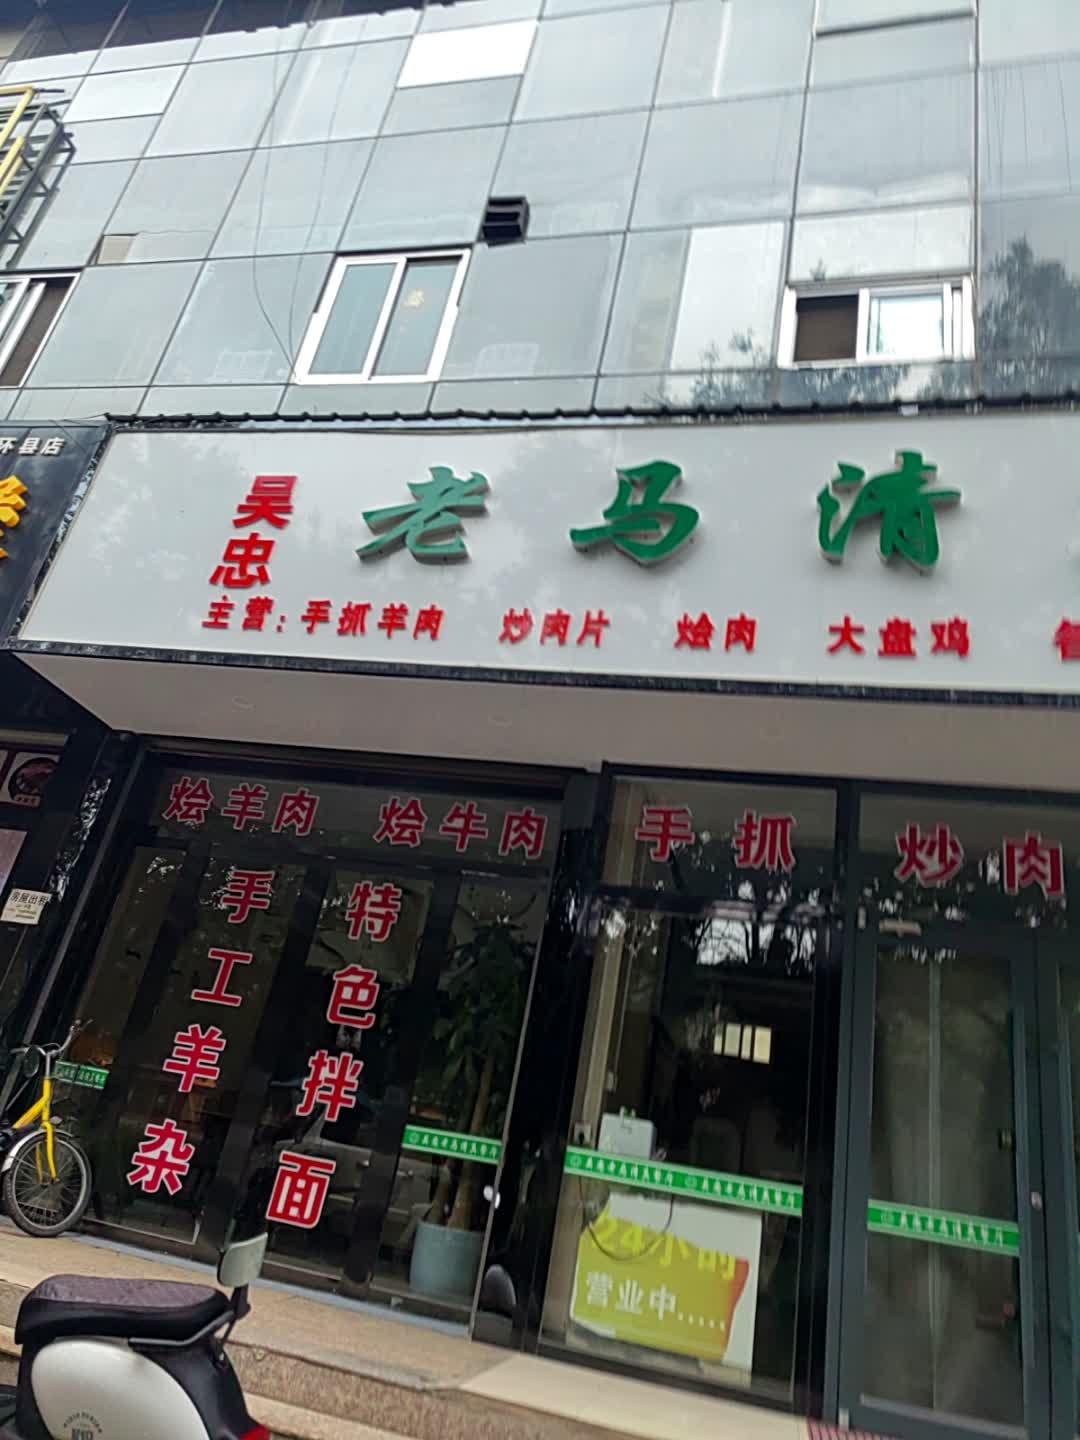 环县店
吴忠
老马清
主营:手抓羊肉 炒肉片 烩肉 大盘鸡
烩羊肉 烩牛肉 手抓 炒肉
手工羊杂
特色拌面
房屋出租
24小时
营业中.....